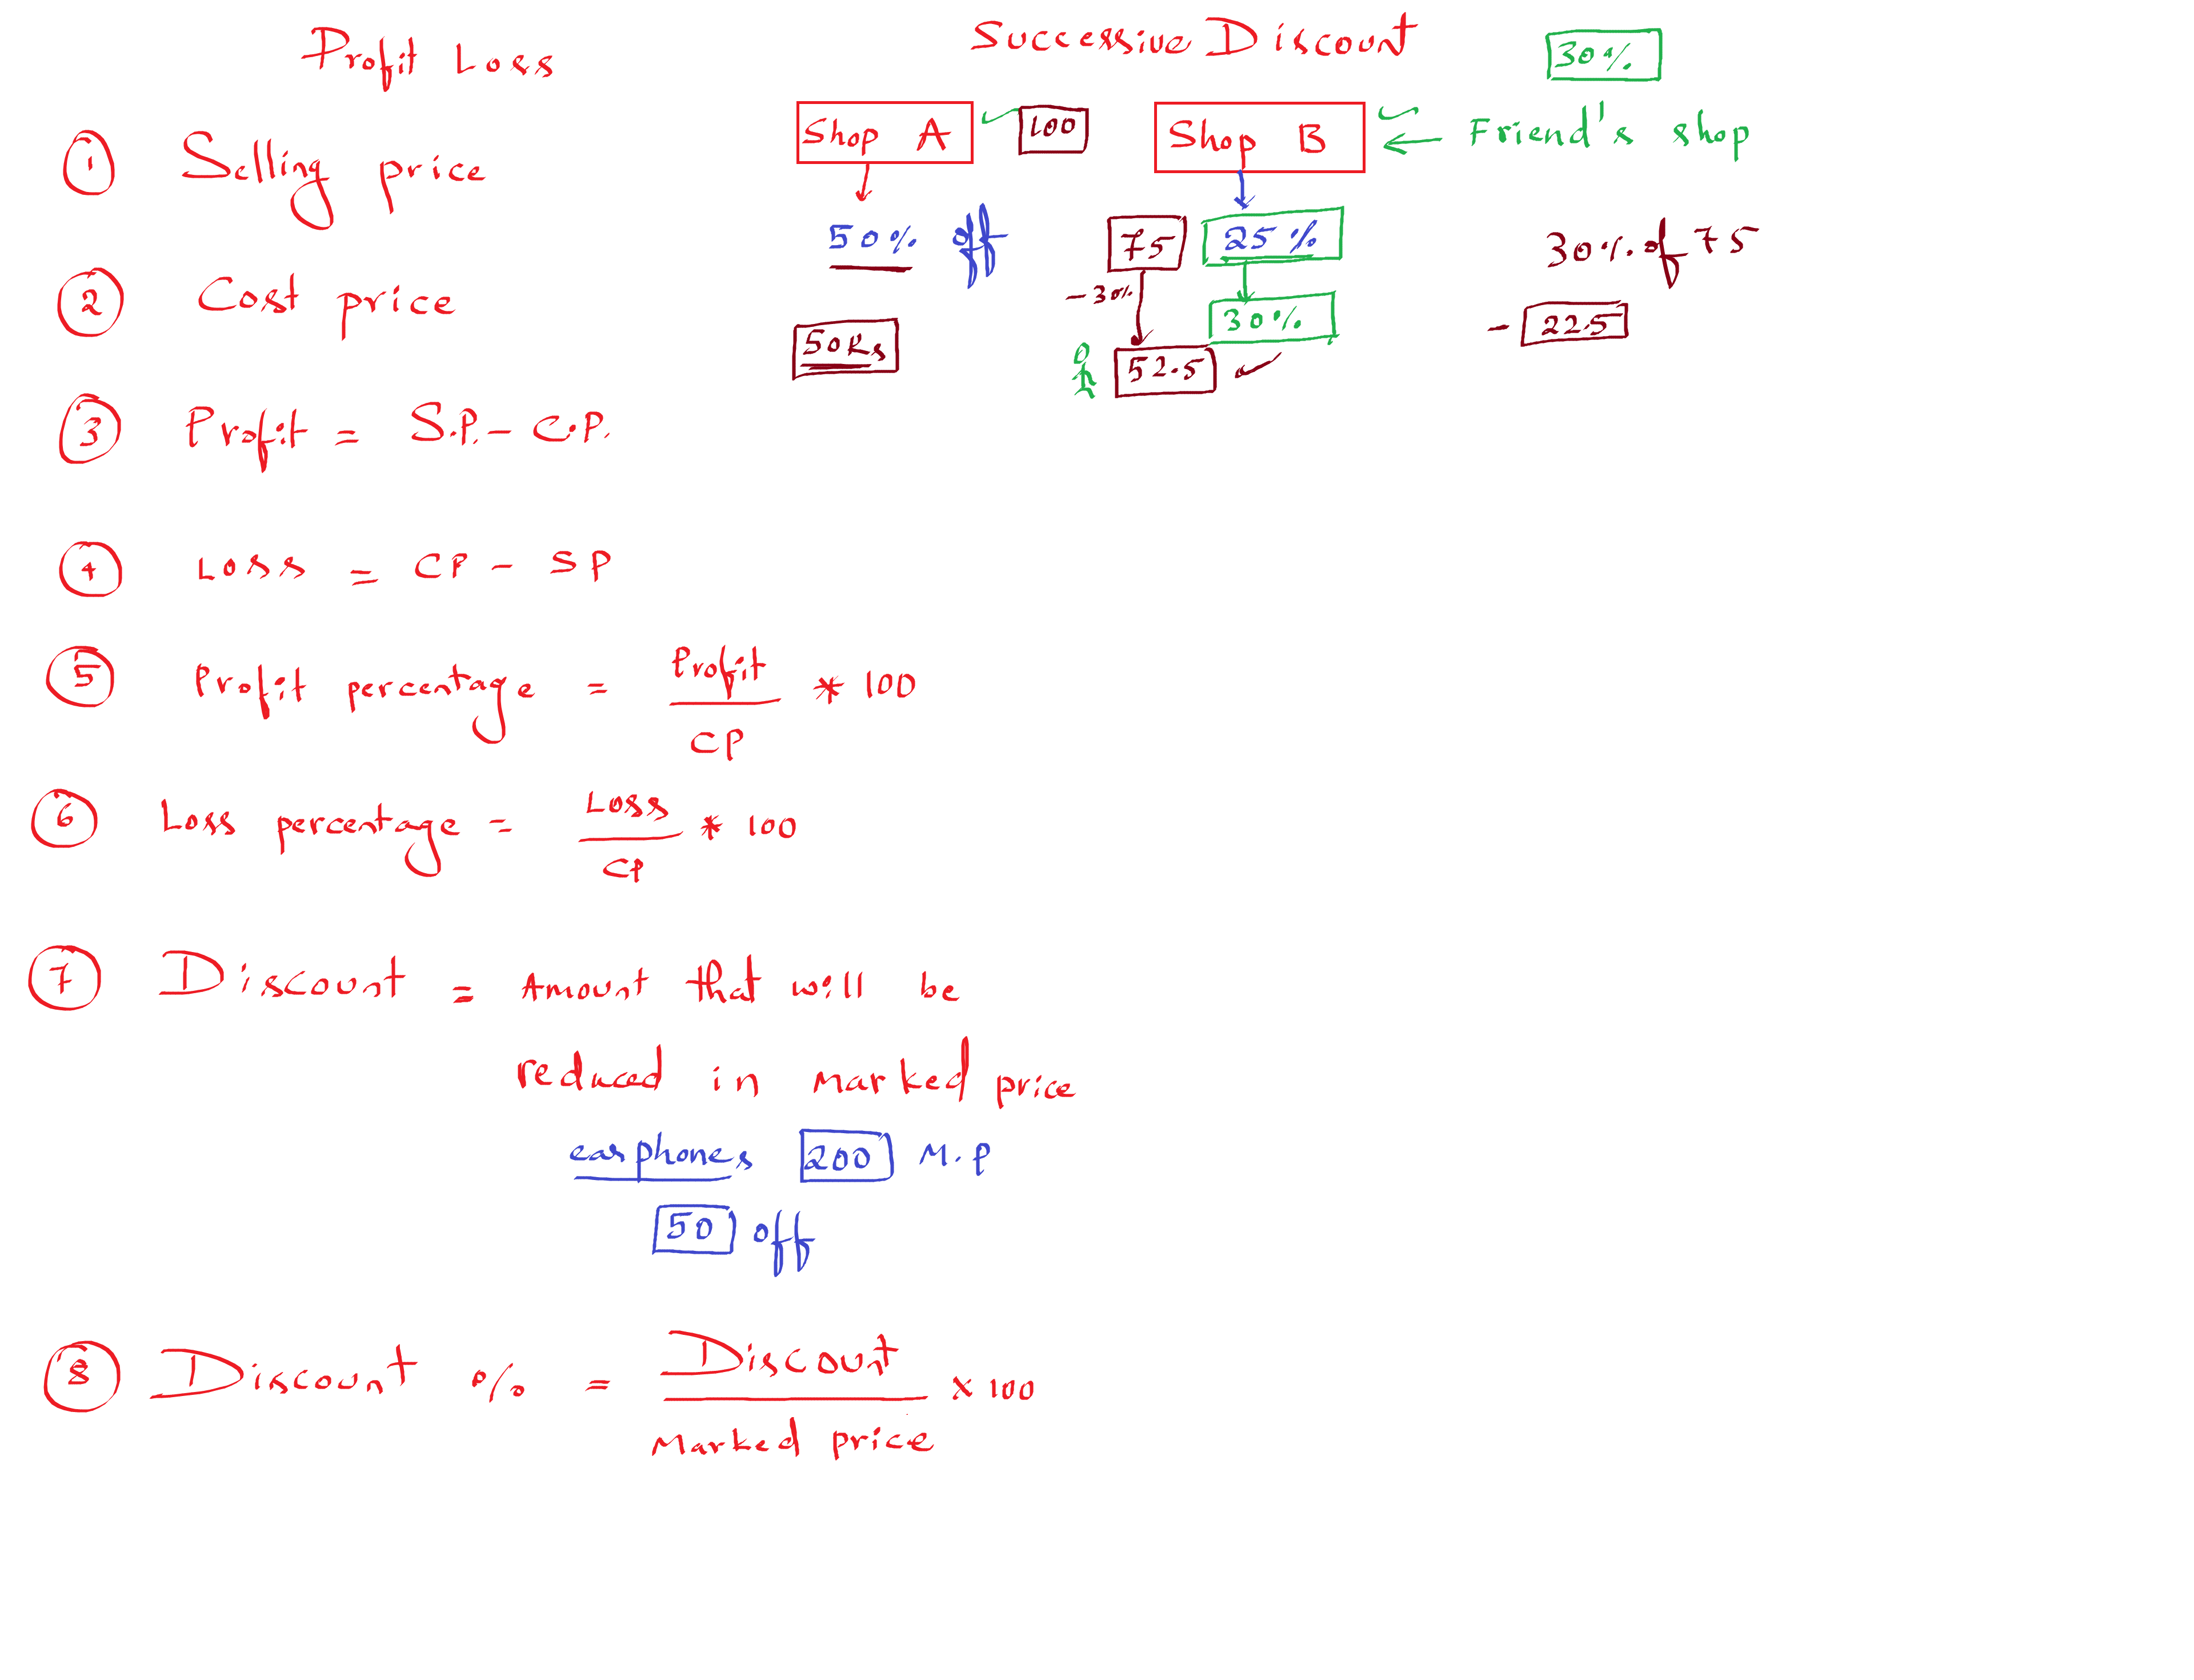 Profit Loss
① Selling price
② Cost price
③ Profit = S.P. - C.P.
④ Loss = CP - SP
⑤ Profit percentage = Profit / CP * 100
⑥ Loss percentage = Loss / CP * 100
⑦ Discount = Amount that will be
reduced in marked price
earphones 200 M.P
50 off
⑧ Discount % = Discount / Marked price × 100
Successive Discount
30%
Shop A 100
Shop B ← Friend's shop
50% off
75 25%
30% of 75
-30%
30%
- 22.5
50Rs
52.5 ✓